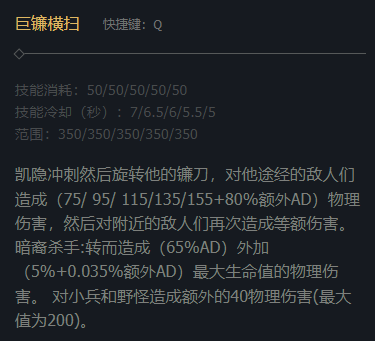 巨镰横扫 快捷键：Q
技能消耗：50/50/50/50/50
技能冷却（秒）：7/6.5/6/5.5/5
范围：350/350/350/350/350
凯隐冲刺然后旋转他的镰刀，对他途经的敌人们
造成（75/ 95/ 115/135/155+80%额外AD）物理
伤害，然后对附近的敌人们再次造成等额伤害。
暗裔杀手:转而造成（65%AD）外加
（5%+0.035%额外AD）最大生命值的物理伤
害。 对小兵和野怪造成额外的40物理伤害(最大
值为200)。